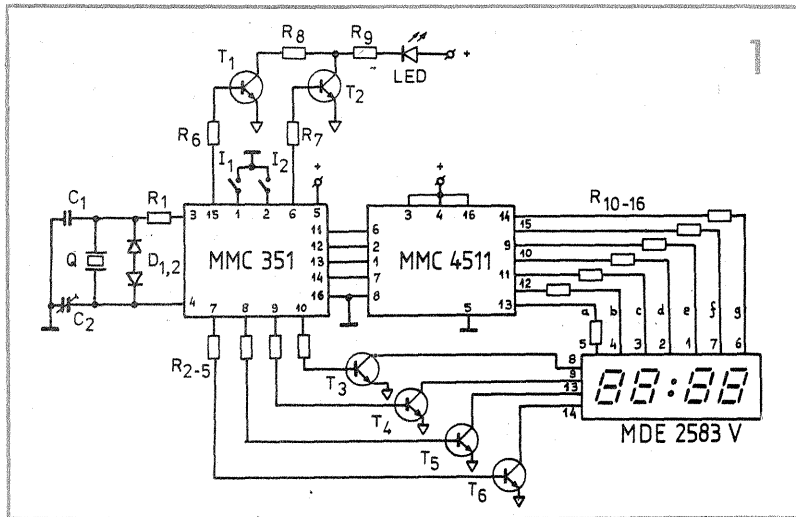 1
R8 R9
T1 LED +
T2
R6 R7
I1 I2
+ +
C1 R1
3 15 1 2 6 5
3 4 16 14
R10-16
15
11 6
9
12 2
10
Q D1,2 MMC 351 13 1 MMC 4511 11
14 7 12
16 8 13
4 5
C2
7 8 9 10
a b c d e f g
5 4 3 2 1 7 6
R2-5
T3 8
9
13
88:88
T4 14
MDE 2583 V
T5
T6